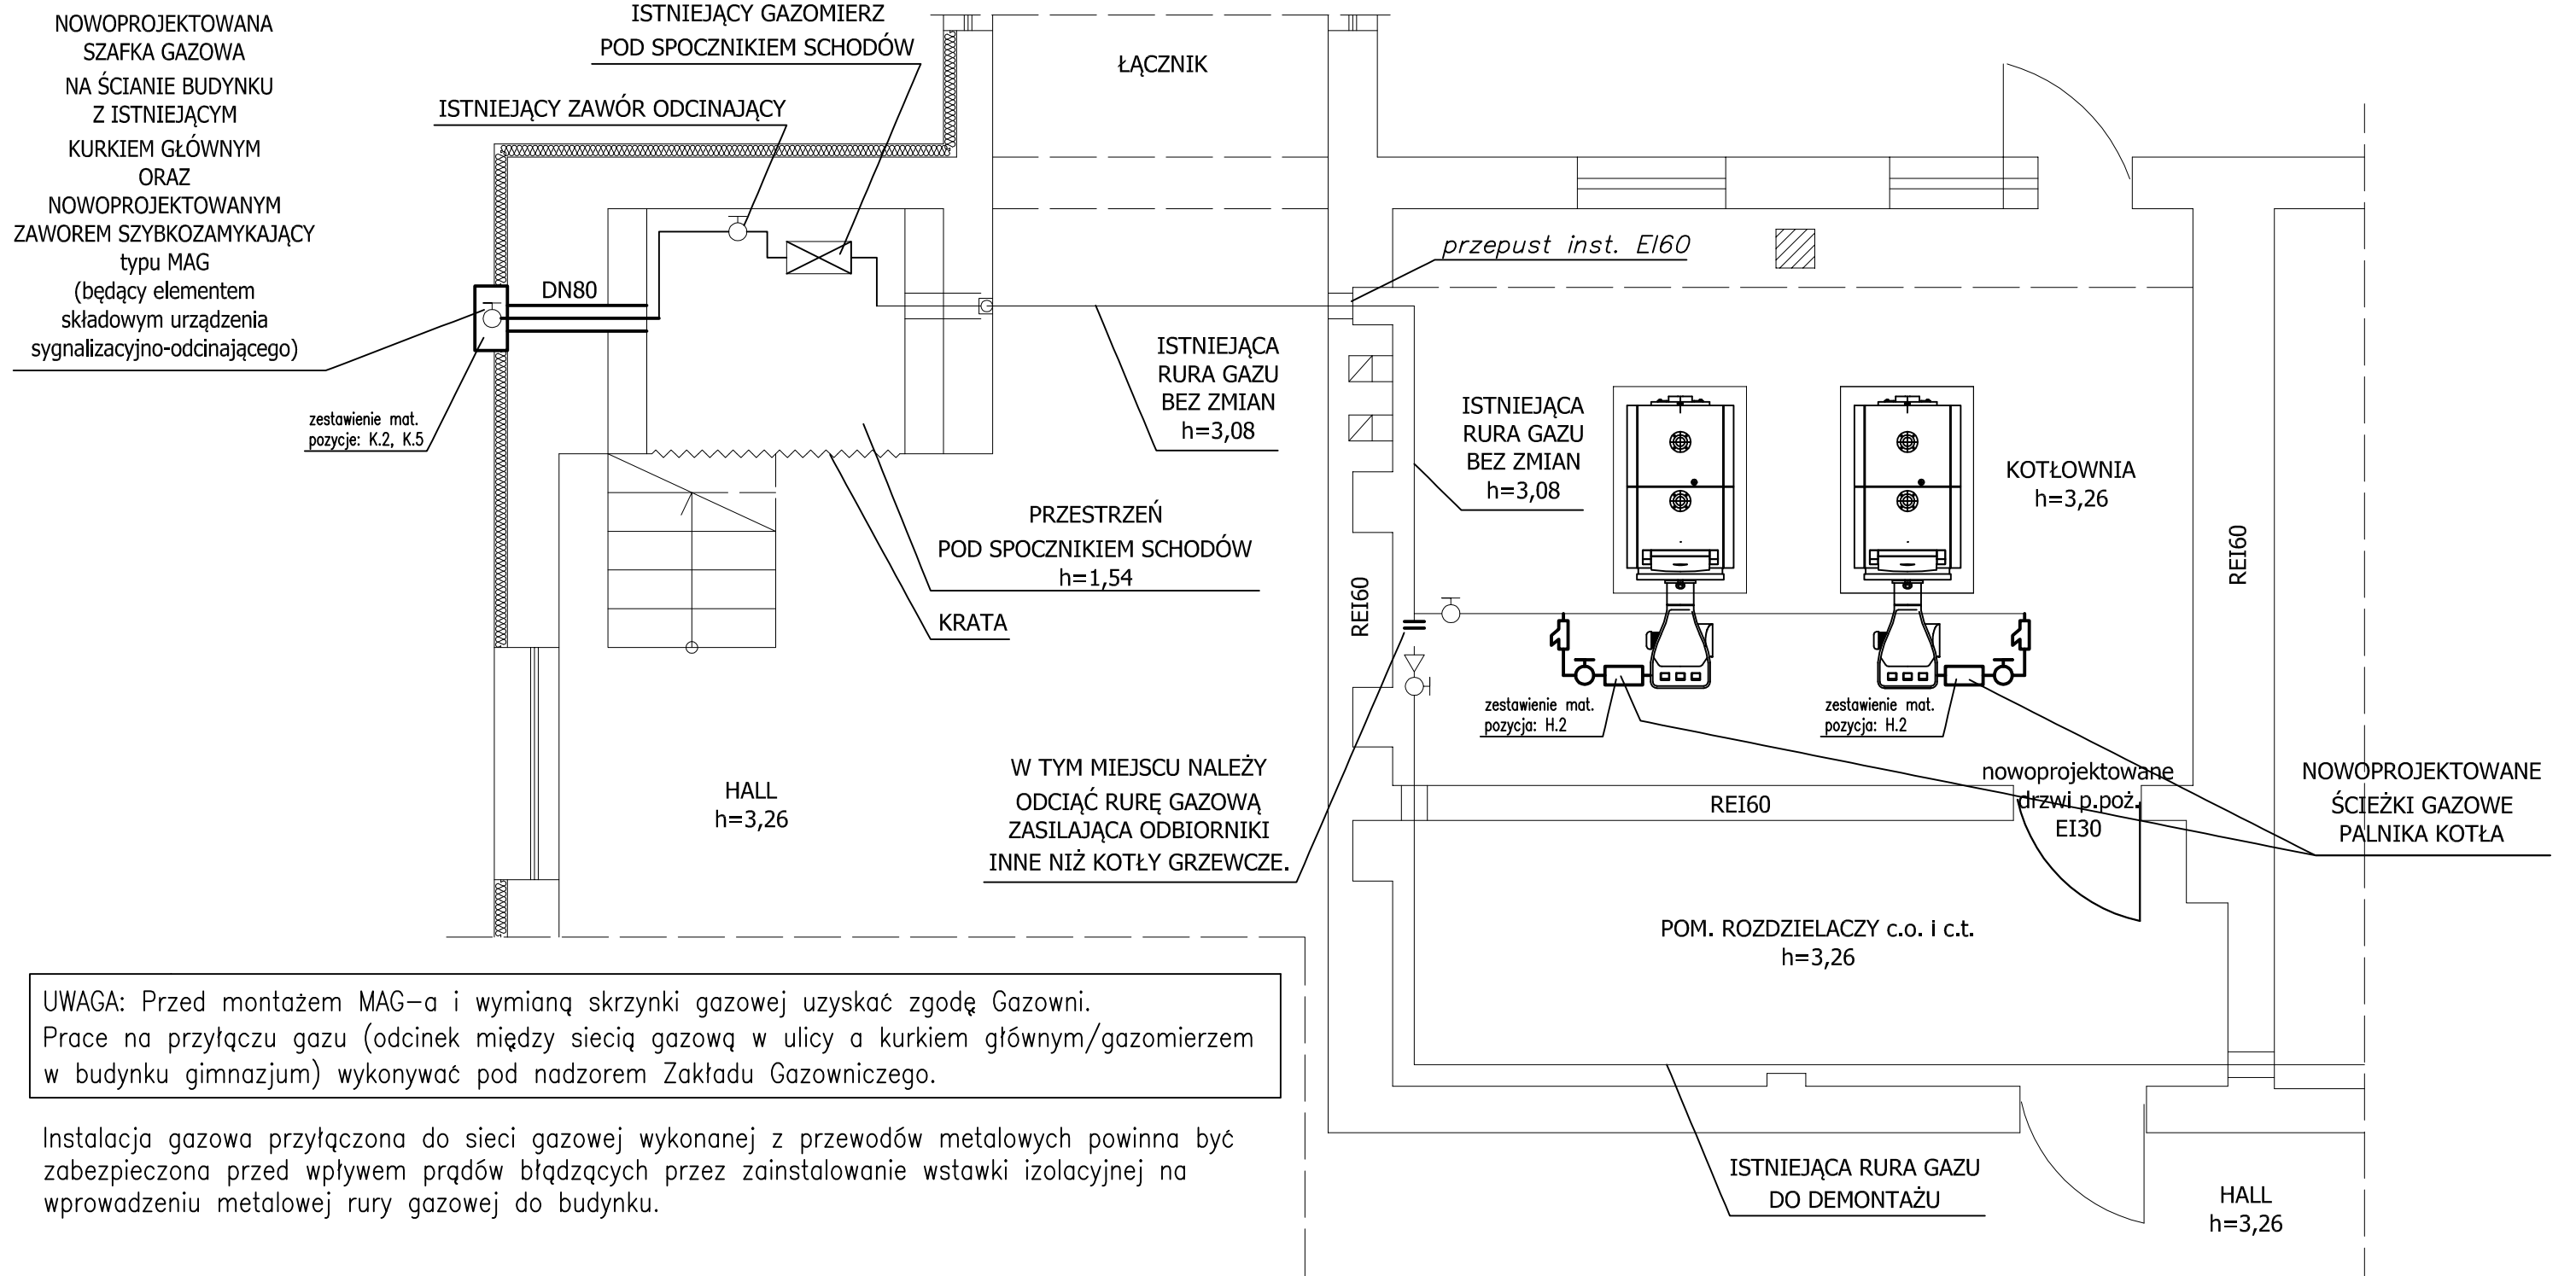 NOWOPROJEKTOWANA
SZAFKA GAZOWA
NA ŚCIANIE BUDYNKU
Z ISTNIEJĄCYM
KURKIEM GŁÓWNYM
ORAZ
NOWOPROJEKTOWANYM
ZAWOREM SZYBKOZAMYKAJĄCY
typu MAG
(będący elementem
składowym urządzenia
sygnalizacyjno-odcinającego)
zestawienie mat.
pozycje: K.2, K.5
ISTNIEJĄCY GAZOMIERZ
POD SPOCZNIKIEM SCHODÓW
ISTNIEJĄCY ZAWÓR ODCINAJĄCY
DN80
ŁĄCZNIK
przepust inst. EI60
ISTNIEJĄCA
RURA GAZU
BEZ ZMIAN
h=3,08
ISTNIEJĄCA
RURA GAZU
BEZ ZMIAN
h=3,08
KOTŁOWNIA
h=3,26
PRZESTRZEŃ
POD SPOCZNIKIEM SCHODÓW
h=1,54
KRATA
REI60
REI60
zestawienie mat.
pozycja: H.2
zestawienie mat.
pozycja: H.2
HALL
h=3,26
W TYM MIEJSCU NALEŻY
ODCIĄĆ RURĘ GAZOWĄ
ZASILAJĄCA ODBIORNIKI
INNE NIŻ KOTŁY GRZEWCZE.
REI60
nowoprojektowane
drzwi p.poż.
EI30
NOWOPROJEKTOWANE
ŚCIEŻKI GAZOWE
PALNIKA KOTŁA
POM. ROZDZIELACZY c.o. i c.t.
h=3,26
UWAGA: Przed montażem MAG-a i wymianą skrzynki gazowej uzyskać zgodę Gazowni.
Prace na przyłączu gazu (odcinek między siecią gazową w ulicy a kurkiem głównym/gazomierzem
w budynku gimnazjum) wykonywać pod nadzorem Zakładu Gazowniczego.
Instalacja gazowa przyłączona do sieci gazowej wykonanej z przewodów metalowych powinna być
zabezpieczona przed wpływem prądów błądzących przez zainstalowanie wstawki izolacyjnej na
wprowadzeniu metalowej rury gazowej do budynku.
ISTNIEJĄCA RURA GAZU
DO DEMONTAŻU
HALL
h=3,26